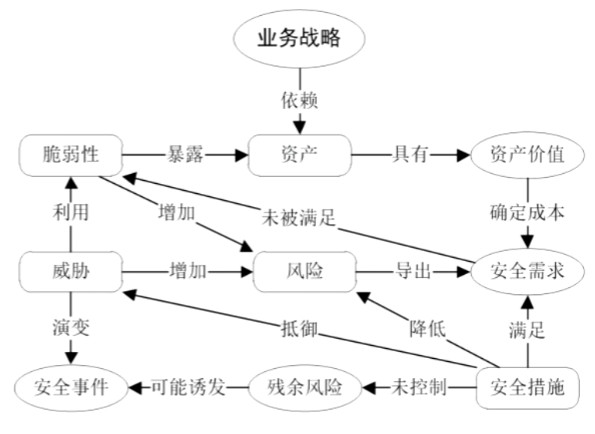 业务战略
依赖
脆弱性 暴露 资产 具有 资产价值
利用 增加 未被满足 确定成本
威胁 增加 风险 导出 安全需求
演变 抵御 降低 满足
安全事件 可能诱发 残余风险 未控制 安全措施